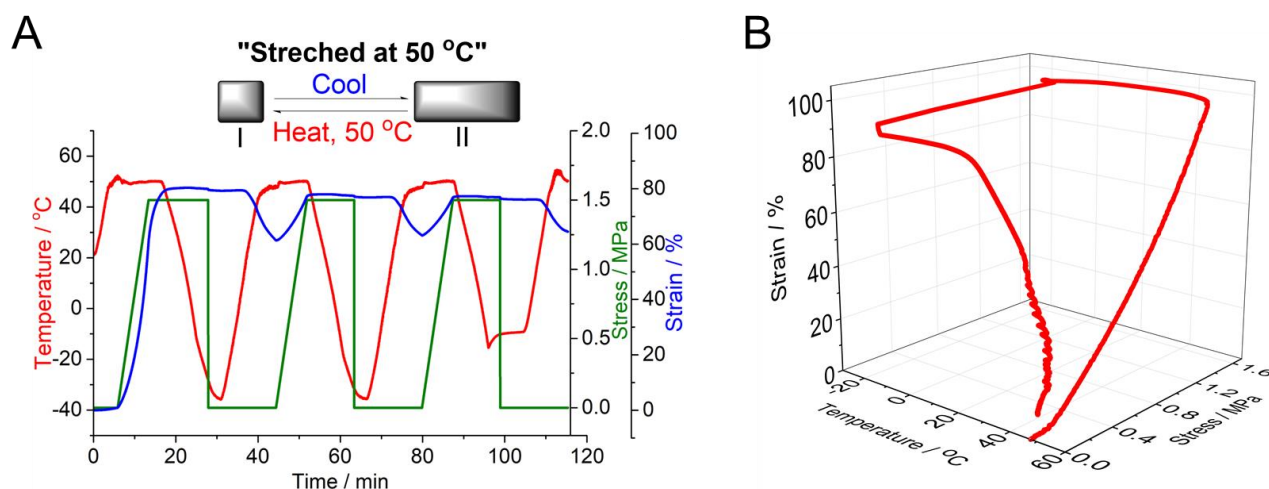 A
"Streched at 50 °C"
Cool
I
Heat, 50 °C
II
Temperature / °C
60
40
20
0
-20
-40
0
20
40
60
80
100
120
Time / min
2.0
1.5
1.0
0.5
0.0
Stress / MPa
100
80
60
40
20
0
Strain / %
B
Strain / %
100
80
60
40
20
0
-20
0
20
40
60
Temperature / °C
0.0
0.4
0.8
1.2
1.6
Stress / MPa